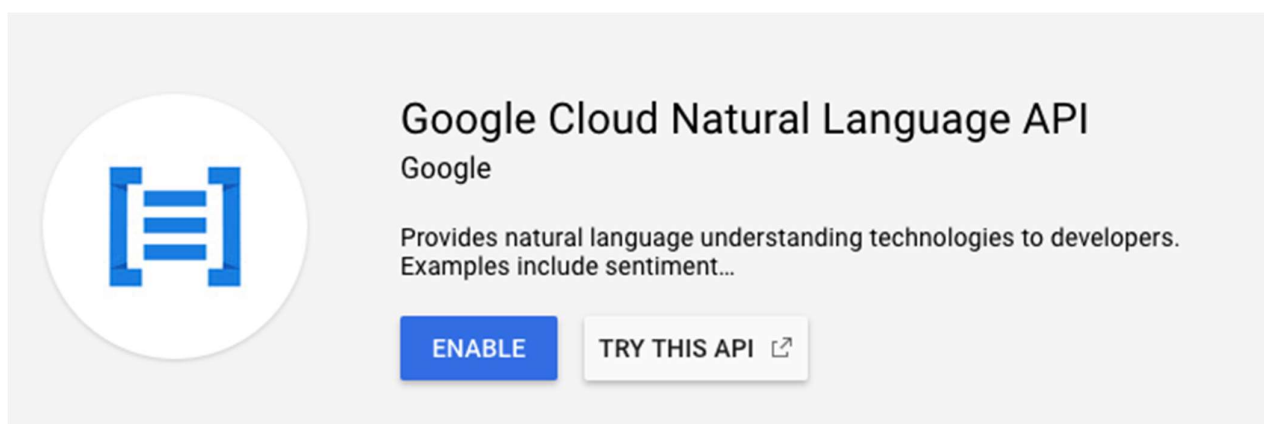 Google Cloud Natural Language API
Google
Provides natural language understanding technologies to developers.
Examples include sentiment…
ENABLE
TRY THIS API